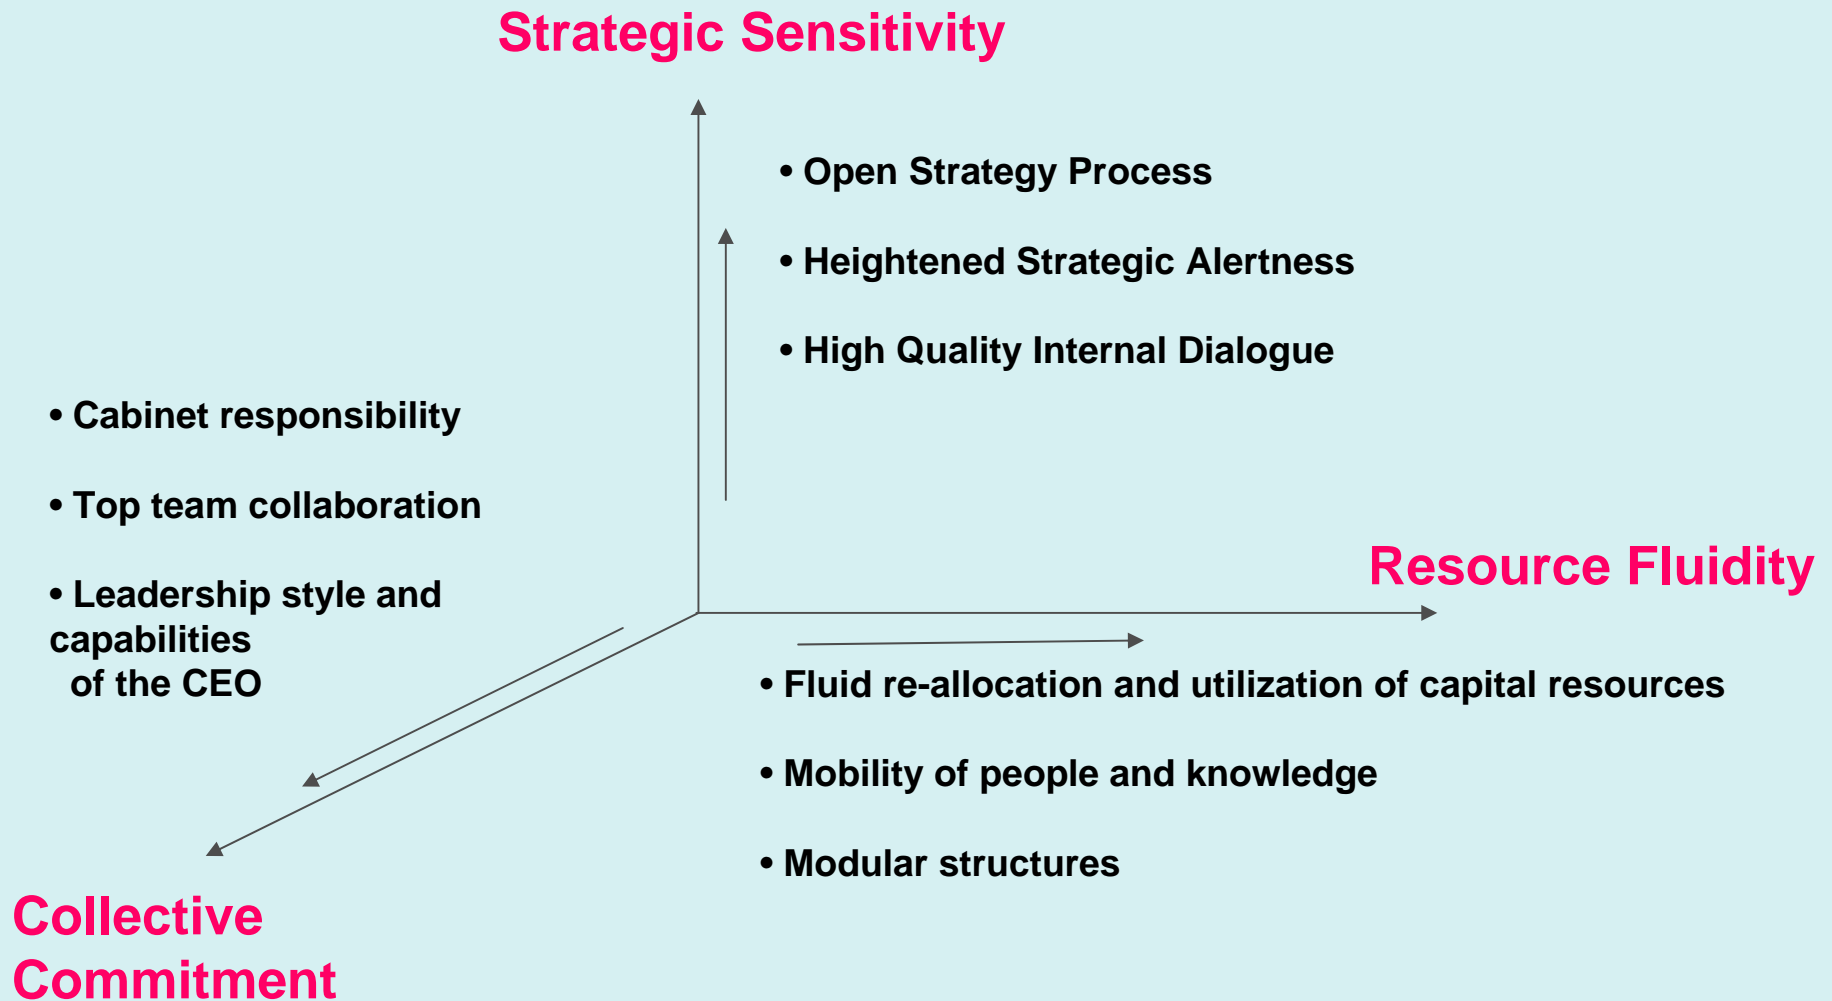 Strategic Sensitivity
• Open Strategy Process
• Heightened Strategic Alertness
• High Quality Internal Dialogue
• Cabinet responsibility
• Top team collaboration
• Leadership style and
capabilities
of the CEO
Resource Fluidity
• Fluid re-allocation and utilization of capital resources
• Mobility of people and knowledge
• Modular structures
Collective
Commitment